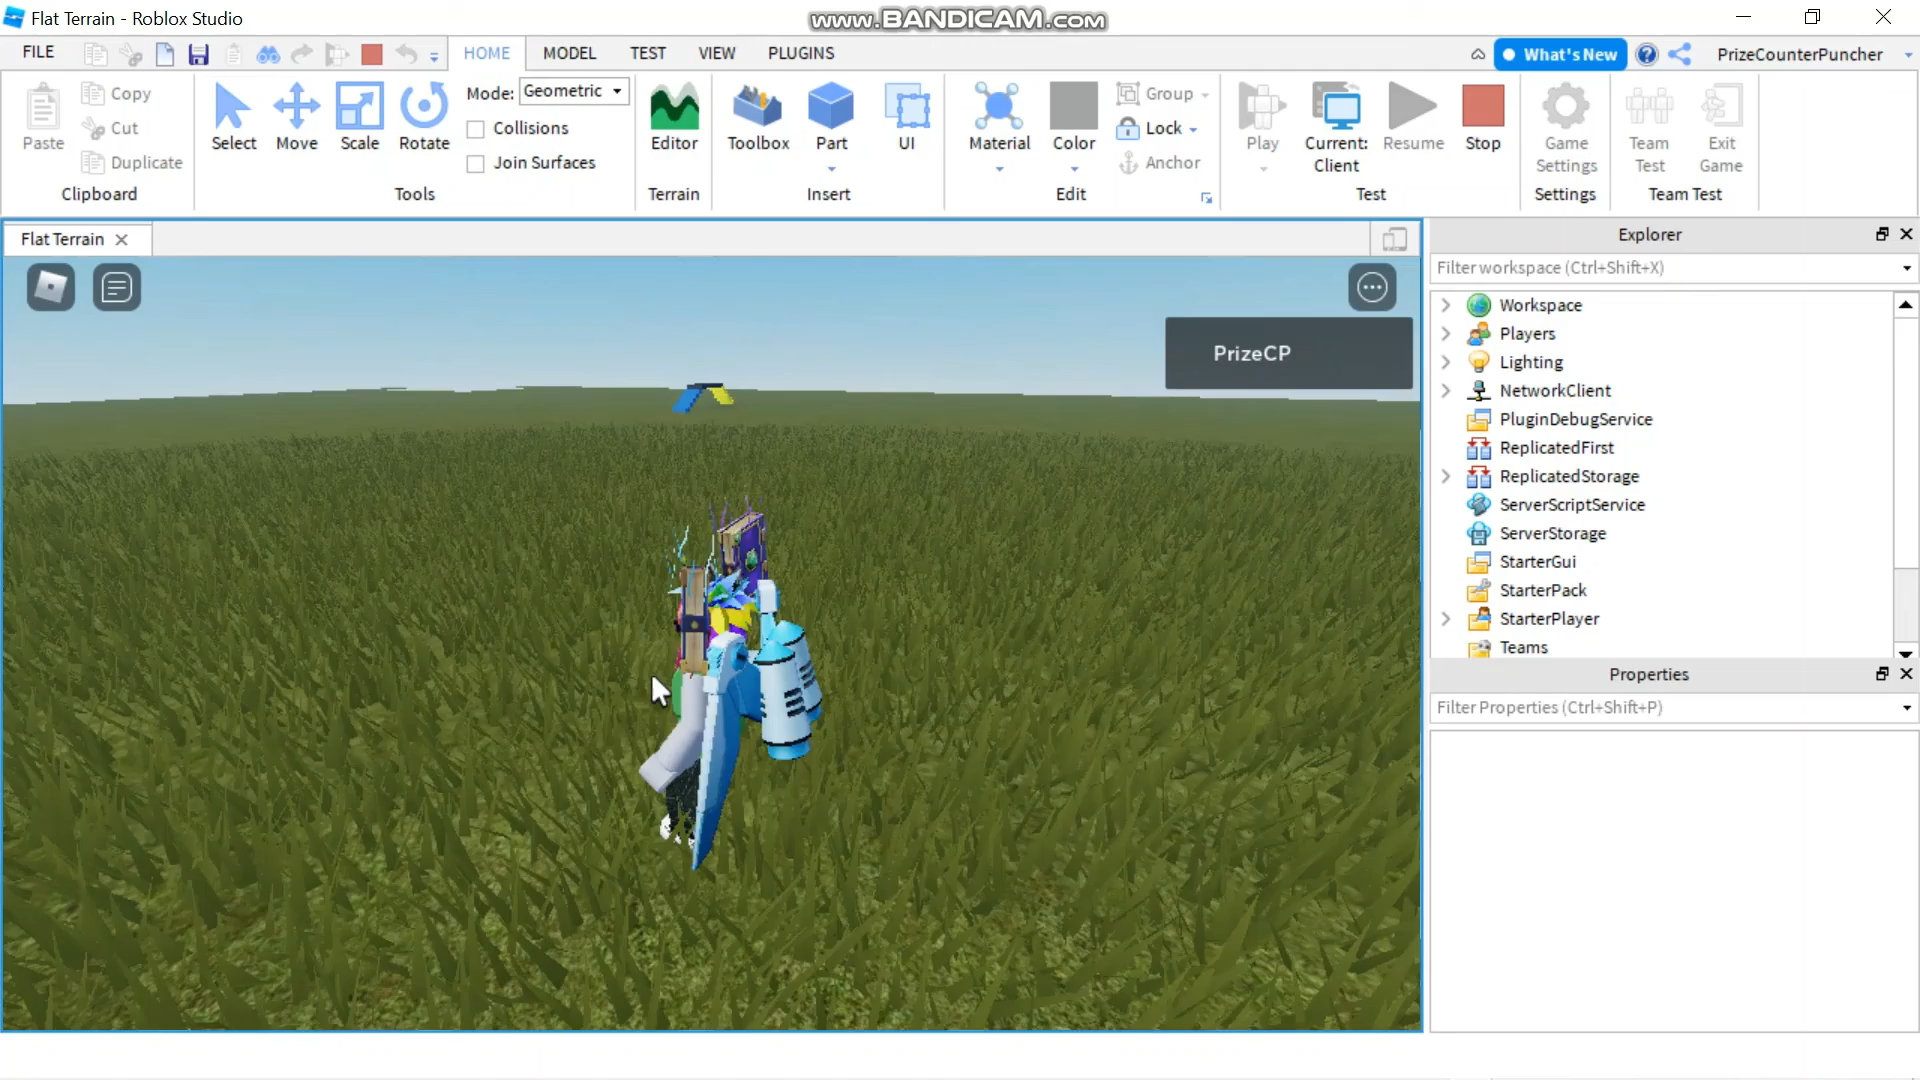 Flat Terrain - Roblox Studio
www.BANDICAM.com
FILE
HOME
MODEL
TEST
VIEW
PLUGINS
What's New
PrizeCounterPuncher
Paste
Copy
Cut
Duplicate
Clipboard
Select
Move
Scale
Rotate
Mode: Geometric
Collisions
Join Surfaces
Tools
Editor
Terrain
Toolbox
Part
UI
Insert
Material
Color
Group
Lock
Anchor
Edit
Play
Current:
Client
Resume
Stop
Test
Game
Settings
Settings
Team
Test
Exit
Game
Team Test
Flat Terrain
PrizeCP
Explorer
Filter workspace (Ctrl+Shift+X)
Workspace
Players
Lighting
NetworkClient
PluginDebugService
ReplicatedFirst
ReplicatedStorage
ServerScriptService
ServerStorage
StarterGui
StarterPack
StarterPlayer
Teams
Properties
Filter Properties (Ctrl+Shift+P)